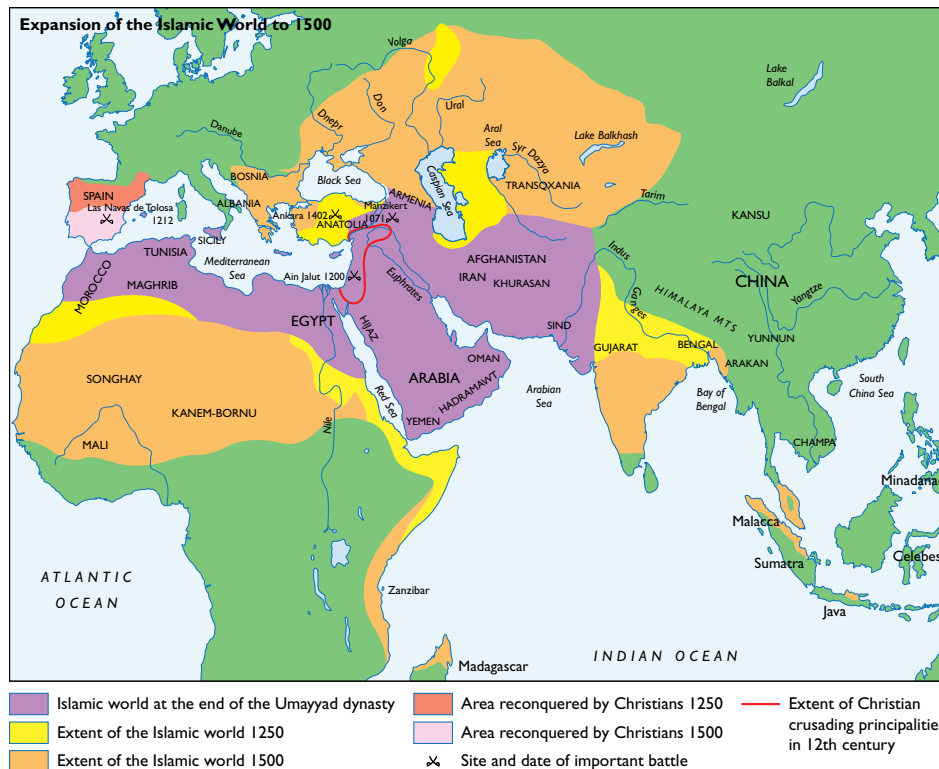 Expansion of the Islamic World to 1500
Volga
Lake
Balkal
Ural
Don
Dnepr
Aral
Sea
Lake Balkhash
Danube
Syr Dazya
BOSNIA
Black Sea
Caspian Sea
TRANSQXANIA
SPAIN
ARMENIA
Tarim
Las Navas de Tolosa
1212
ALBANIA
Ankara 1402
Manzikert
1071
KANSU
ANATOLIA
SICILY
TUNISIA
Indus
Mediterranean
Sea
AFGHANISTAN
MOROCCO
Ain Jalut 1200
Euphrates
IRAN
KHURASAN
CHINA
MAGHRIB
Ganges
HIMALAYA MTS
Yangtze
EGYPT
HIJAZ
SIND
YUNNUN
GUJARAT
BENGAL
OMAN
ARAKAN
SONGHAY
ARABIA
HADRAMAWT
Arabian
Sea
Bay of
Bengal
South
China Sea
Red Sea
KANEM-BORNU
YEMEN
Nile
MALI
CHAMPA
Minadana
Malacca
Celebes
Sumatra
ATLANTIC
OCEAN
Zanzibar
Java
INDIAN OCEAN
Madagascar
Islamic world at the end of the Umayyad dynasty
Extent of the Islamic world 1250
Extent of the Islamic world 1500
Area reconquered by Christians 1250
Area reconquered by Christians 1500
Site and date of important battle
Extent of Christian
crusading principalitie
in 12th century